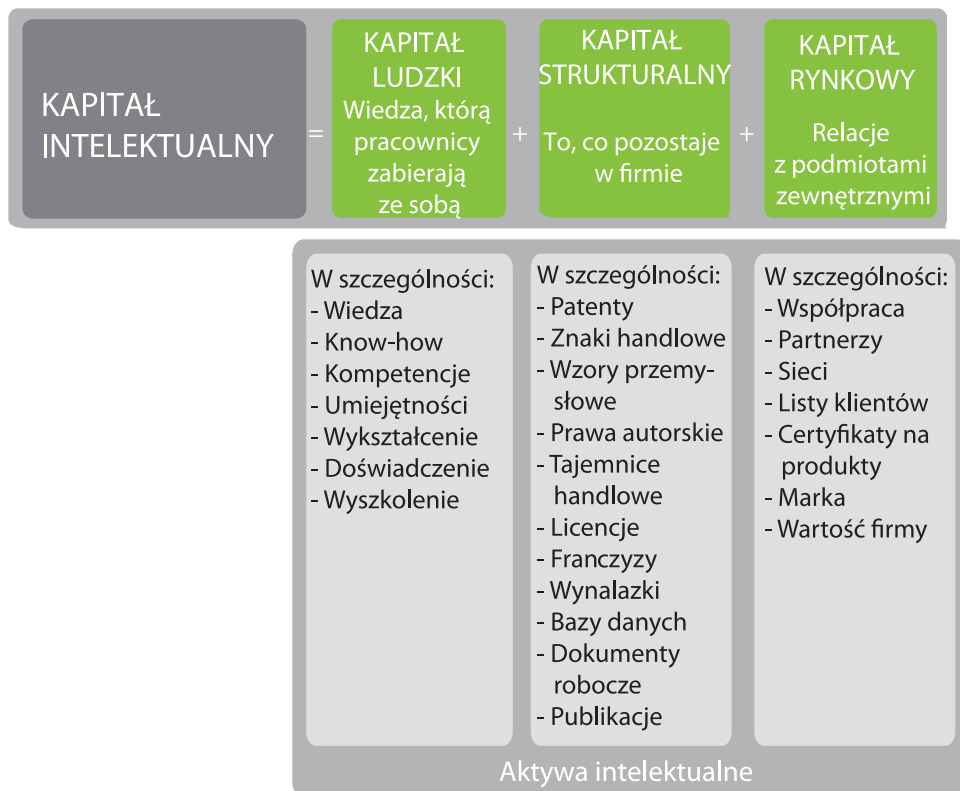 KAPITAŁ
INTELEKTUALNY
=
KAPITAŁ
LUDZKI
Wiedza, którą
pracownicy
zabierają
ze sobą
+
KAPITAŁ
STRUKTURALNY
To, co pozostaje
w firmie
+
KAPITAŁ
RYNKOWY
Relacje
z podmiotami
zewnętrznymi
W szczególności:
- Wiedza
- Know-how
- Kompetencje
- Umiejętności
- Wykształcenie
- Doświadczenie
- Wyszkolenie
W szczególności:
- Patenty
- Znaki handlowe
- Wzory przemy-
słowe
- Prawa autorskie
- Tajemnice
handlowe
- Licencje
- Franczyzy
- Wynalazki
- Bazy danych
- Dokumenty
robocze
- Publikacje
W szczególności:
- Współpraca
- Partnerzy
- Sieci
- Listy klientów
- Certyfikaty na
produkty
- Marka
- Wartość firmy
Aktywa intelektualne